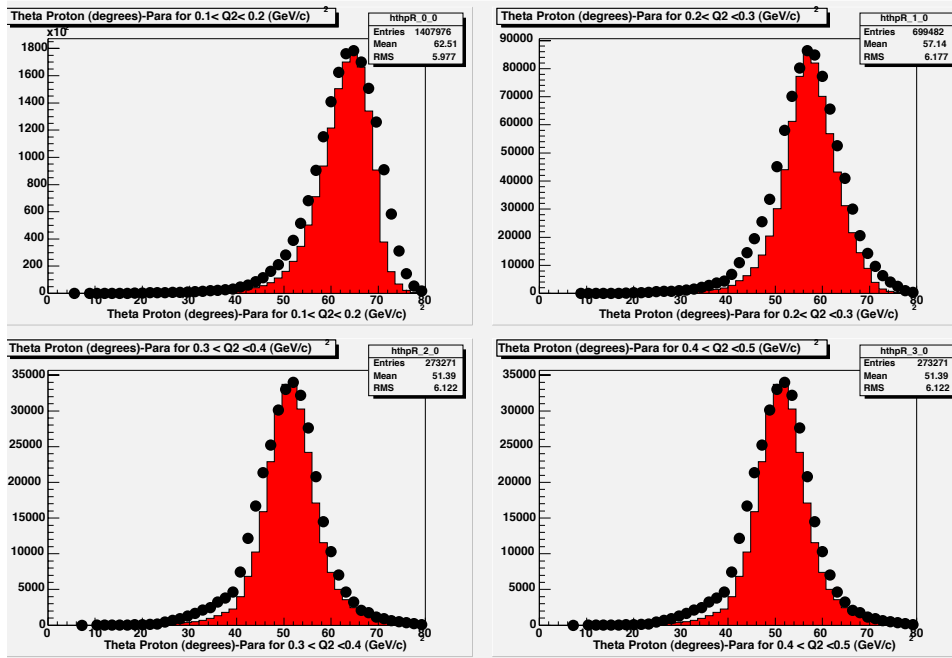 Theta Proton (degrees)-Para for 0.1< Q2< 0.2 (GeV/c) 2
hthpR_0_0
Entries 1407976
Mean 62.51
RMS 5.977
1800
1600
1400
1200
1000
800
600
400
200
0
0 10 20 30 40 50 60 70 80
Theta Proton (degrees)-Para for 0.1< Q2< 0.2 (GeV/c) 2
Theta Proton (degrees)-Para for 0.2< Q2 <0.3 (GeV/c) 2
hthpR_1_0
Entries 699482
Mean 57.14
RMS 6.177
90000
80000
70000
60000
50000
40000
30000
20000
10000
0
0 10 20 30 40 50 60 70 80
Theta Proton (degrees)-Para for 0.2< Q2 <0.3 (GeV/c) 2
Theta Proton (degrees)-Para for 0.3 < Q2 <0.4 (GeV/c) 2
hthpR_2_0
Entries 273271
Mean 51.39
RMS 6.122
35000
30000
25000
20000
15000
10000
5000
0
0 10 20 30 40 50 60 70 80
Theta Proton (degrees)-Para for 0.3 < Q2 <0.4 (GeV/c) 2
Theta Proton (degrees)-Para for 0.4 < Q2 <0.5 (GeV/c) 2
hthpR_3_0
Entries 273271
Mean 51.39
RMS 6.122
35000
30000
25000
20000
15000
10000
5000
0
0 10 20 30 40 50 60 70 80
Theta Proton (degrees)-Para for 0.4 < Q2 <0.5 (GeV/c) 2